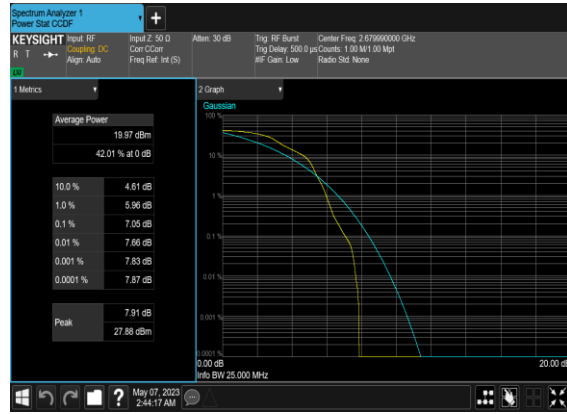 Spectrum Analyzer 1
Power Stat CCDF
KEYSIGHT
R T
Input: RF
Coupling: DC
Align: Auto
Input Z: 50 Ω
Corr CCorr
Freq Ref: Int (S)
Atten: 30 dB
Trig: RF Burst
Trig Delay: 500.0 µs
#IF Gain: Low
Center Freq: 2.679990000 GHz
Counts: 1.00 M/1.00 Mpt
Radio Std: None
1 Metrics
Average Power
19.97 dBm
42.01 % at 0 dB
10.0 % 4.61 dB
1.0 % 5.96 dB
0.1 % 7.05 dB
0.01 % 7.66 dB
0.001 % 7.83 dB
0.0001 % 7.87 dB
Peak
7.91 dB
27.88 dBm
2 Graph
Gaussian
100 %
10 %
1 %
0.1 %
0.01 %
0.001 %
0.0001 %
0.00 dB
20.00 dB
Info BW 25.000 MHz
?
May 07, 2023
2:44:17 AM